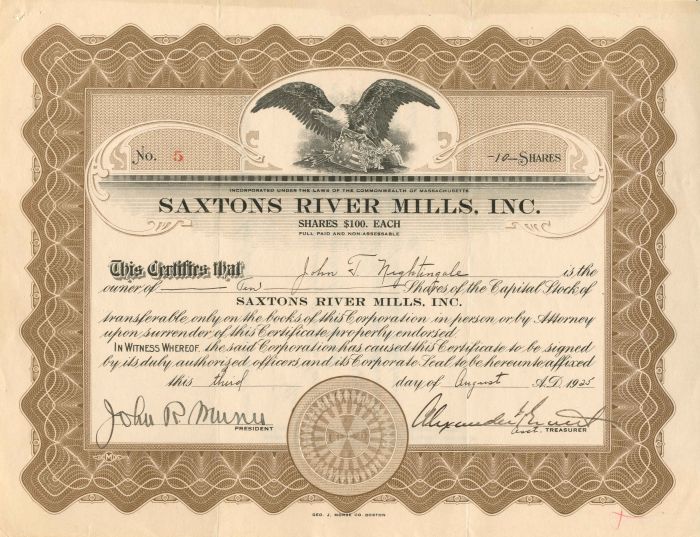 No. 5
-10- SHARES
INCORPORATED UNDER THE LAWS OF THE COMMONWEALTH OF MASSACHUSETTS
SAXTONS RIVER MILLS, INC.
SHARES $100. EACH
FULL PAID AND NON-ASSESSABLE
This Certifies that John T. Nightingale is the
owner of Ten Shares of the Capital Stock of
SAXTONS RIVER MILLS, INC.
transferable only on the books of this Corporation in person or by Attorney
upon surrender of this Certificate properly endorsed.
IN WITNESS WHEREOF, the said Corporation has caused this Certificate to be signed
by its duly authorized officers and its Corporate Seal to be hereunto affixed
this third day of August A.D. 1925
John R.
Alexander
PRESIDENT
asst. TREASURER
M
GEO. J. MORSE CO. BOSTON